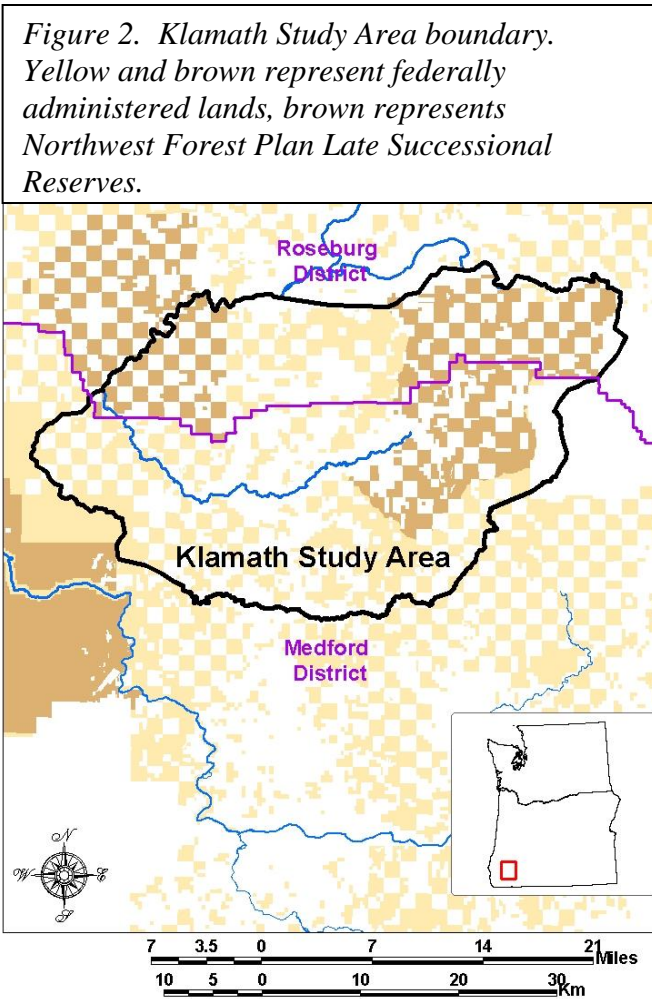 Figure 2. Klamath Study Area boundary.
Yellow and brown represent federally
administered lands, brown represents
Northwest Forest Plan Late Successional
Reserves.
Roseburg
District
Klamath Study Area
Medford
District
N
W E
S
7 3.5 0 7 14 21
Miles
10 5 0 10 20 30
Km